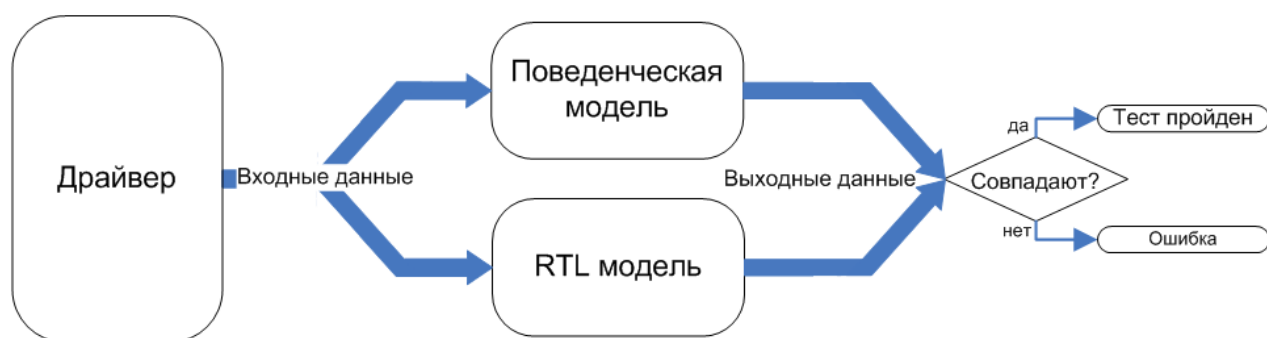 Драйвер
Входные данные
Поведенческая
модель
RTL модель
Выходные данные
Совпадают?
да
Тест пройден
нет
Ошибка